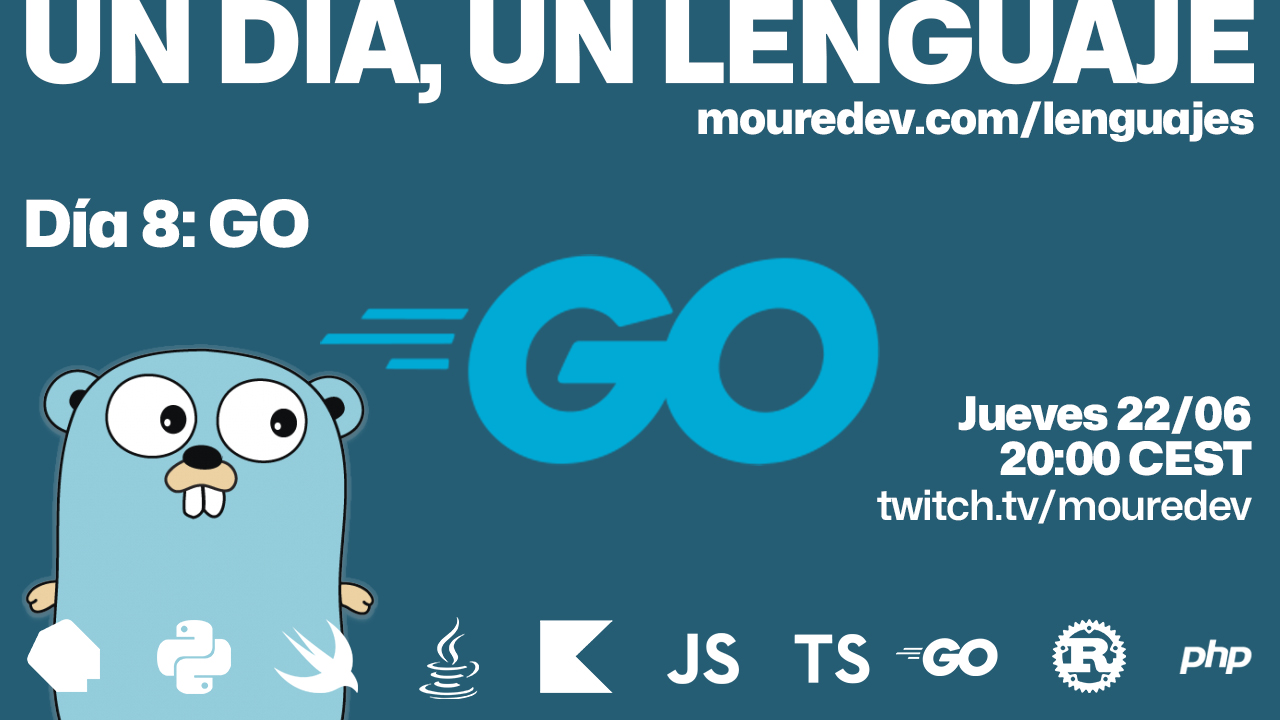 UN DÍA, UN LENGUAJE
mouredev.com/lenguajes
Día 8: GO
GO
Jueves 22/06
20:00 CEST
twitch.tv/mouredev
JS TS GO R php